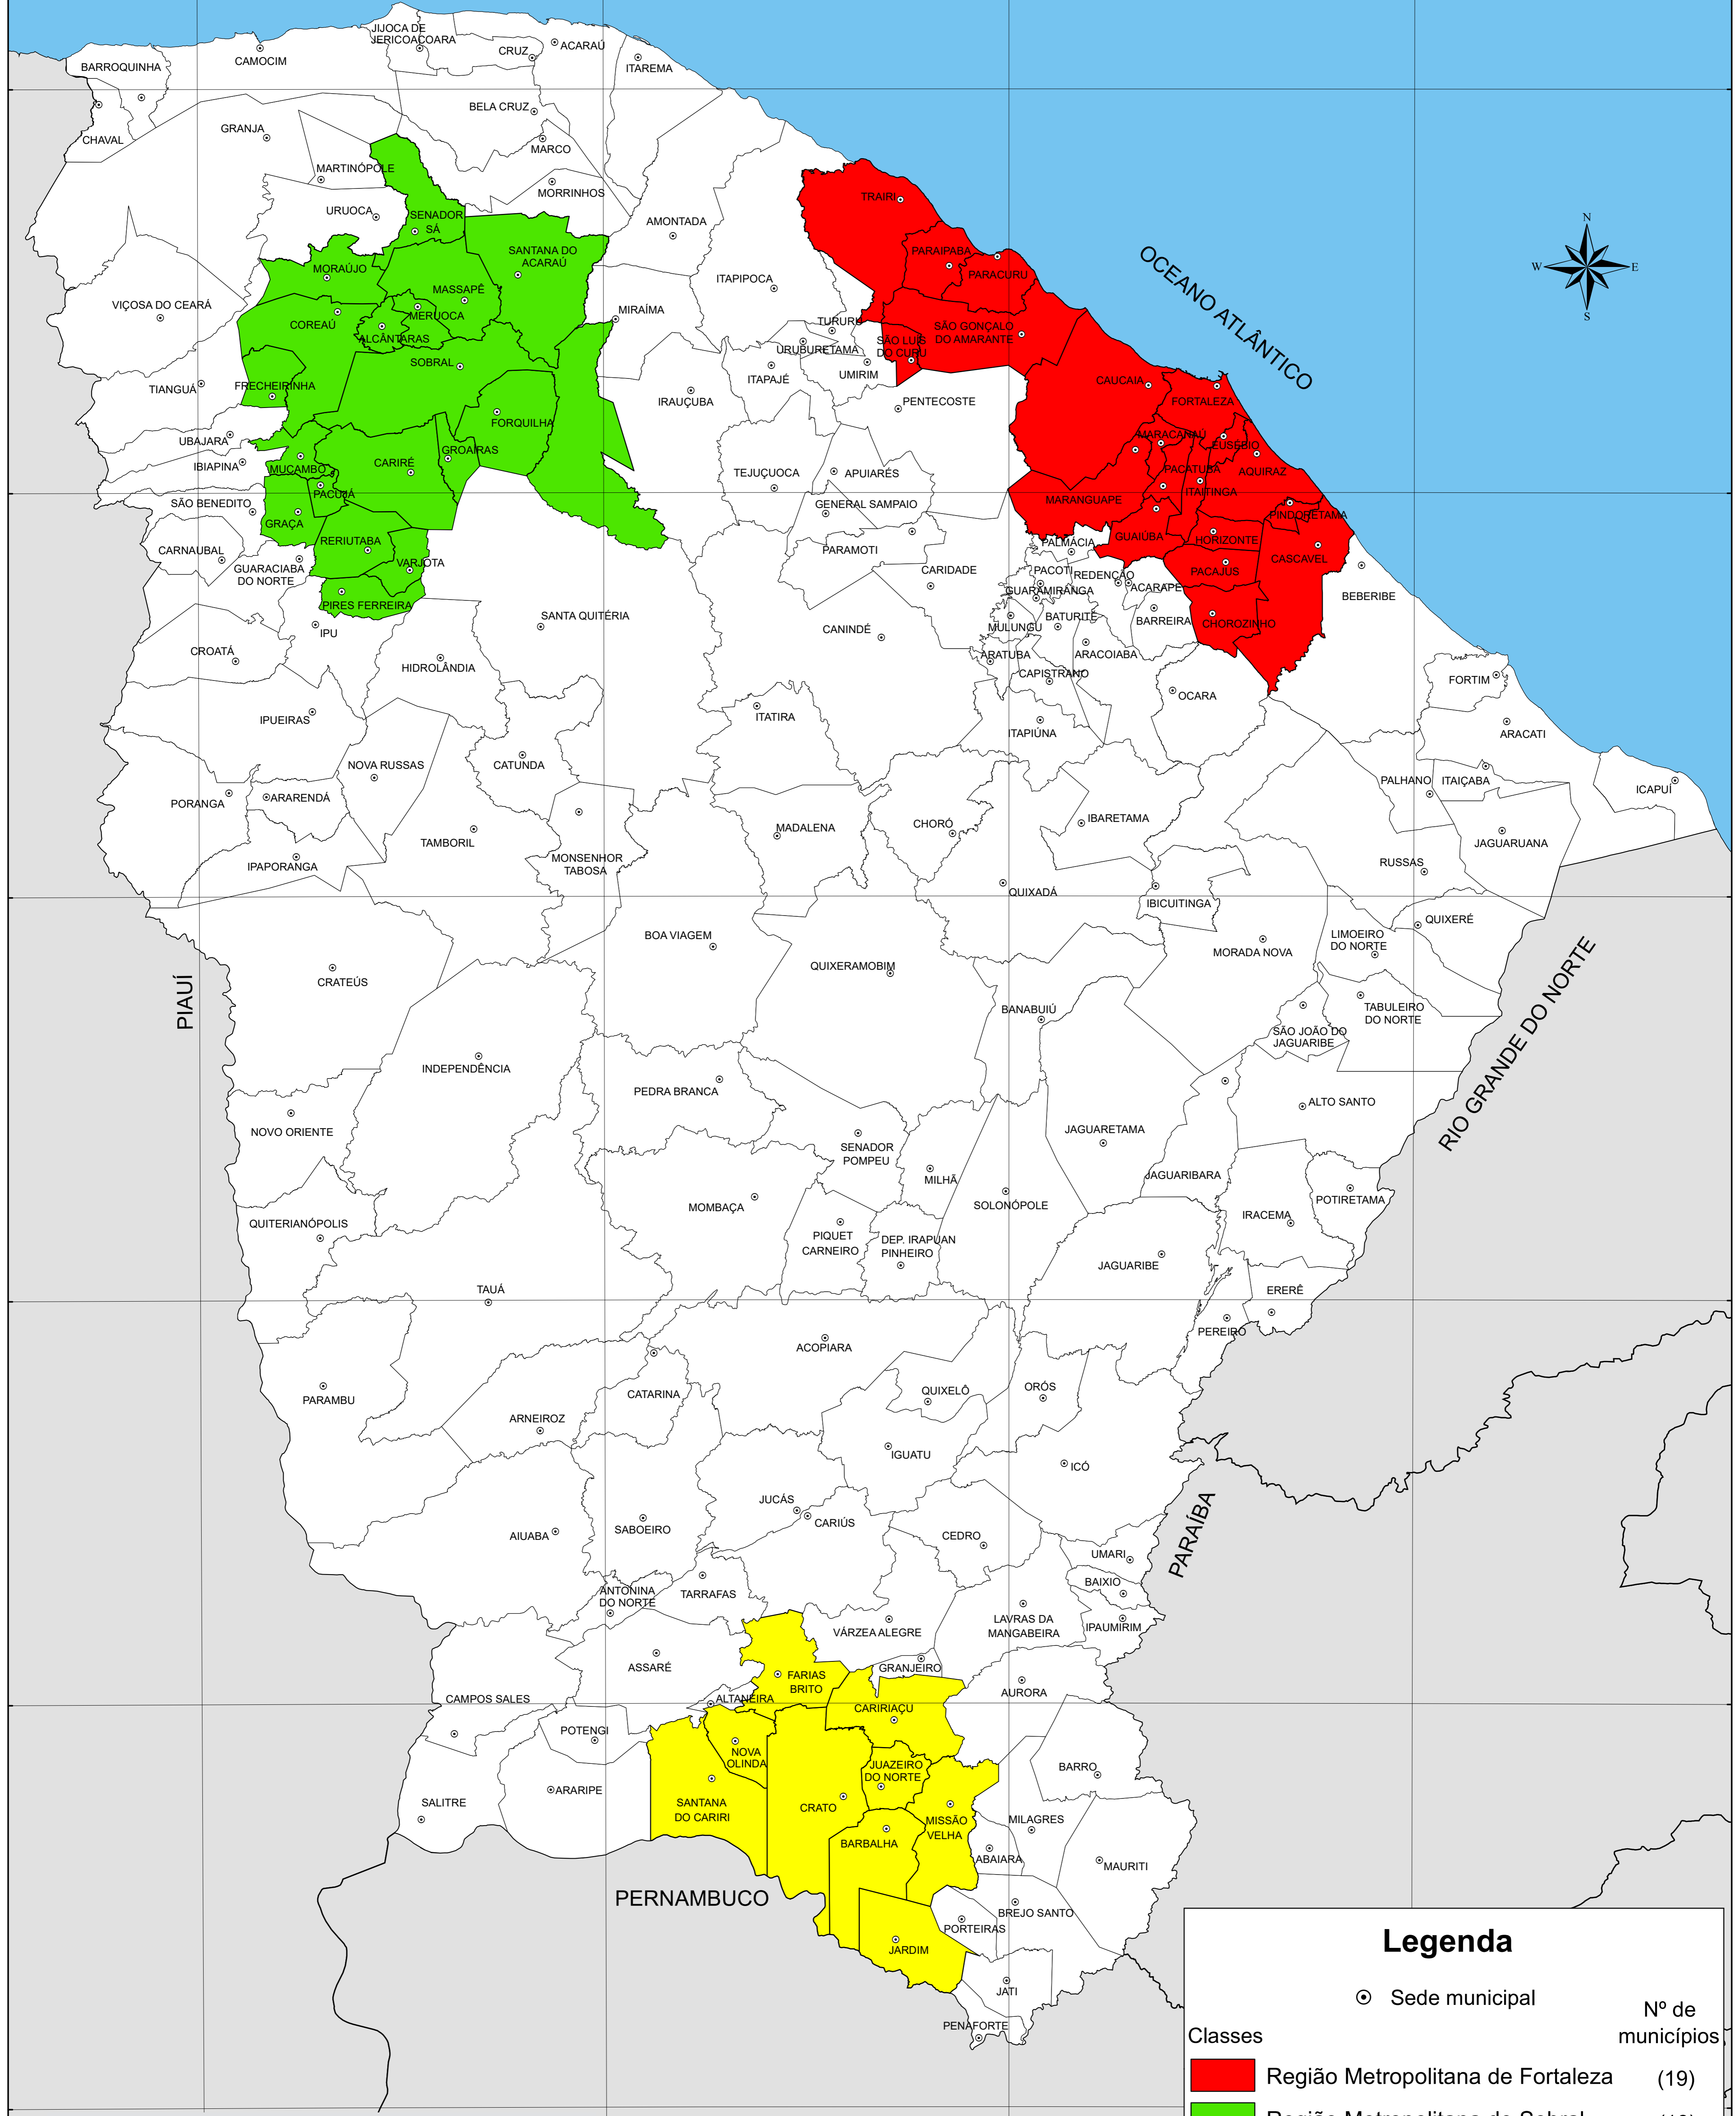 JIJOCA DE
JERICOACOARA
CRUZ
ACARAÚ
ITAREMA
BARROQUINHA
CAMOCIM
BELA CRUZ
CHAVAL
GRANJA
MARCO
MARTINÓPOLE
MORRINHOS
URUOCA
SENADOR
SÁ
AMONTADA
TRAIRI
SANTANA DO
ACARAÚ
MORAÚJO
ITAPIPOCA
PARAIPABA
PARACURU
OCEANO ATLÂNTICO
N
W
E
S
VIÇOSA DO CEARÁ
MASSAPÊ
MERUOCA
MIRAÍMA
COREAÚ
ALCÂNTARAS
TURURU
URUBURETAMA
SÃO GONÇALO
DO AMARANTE
SÃO LUÍS
DO CURU
SOBRAL
UMIRIM
ITAPAJÉ
TIANGUÁ
FRECHEIRINHA
IRAUÇUBA
PENTECOSTE
CAUCAIA
FORTALEZA
FORQUILHA
UBAJARA
MARACANAÚ
EUSÉBIO
IBIAPINA
MUCAMBO
CARIRÉ
GROAÍRAS
TEJUÇUOCA
APUIARÉS
PACATUBA
AQUIRAZ
ITAITINGA
PACUJÁ
SÃO BENEDITO
GENERAL SAMPAIO
MARANGUAPE
PINDORETAMA
GRAÇA
CARNAUBAL
RERIUTABA
PARAMOTI
PALMÁCIA
GUAIÚBA
HORIZONTE
GUARACIABA
DO NORTE
VARJOTA
CARIDADE
PACOTI
REDENÇÃO
PACAJUS
CASCAVEL
GUARAMIRANGA
ACARAPE
BEBERIBE
PIRES FERREIRA
IPU
SANTA QUITÉRIA
CANINDÉ
MULUNGU
BATURITÉ
BARREIRA
CHOROZINHO
CROATÁ
HIDROLÂNDIA
ARATUBA
ARACOIABA
CAPISTRANO
FORTIM
OCARA
IPUEIRAS
ITATIRA
ITAPIÚNA
ARACATI
NOVA RUSSAS
CATUNDA
PORANGA
ARARENDÁ
PALHANO
ITAIÇABA
ICAPUÍ
TAMBORIL
MADALENA
CHORÓ
IBARETAMA
JAGUARUANA
IPAPORANGA
MONSENHOR
TABOSA
RUSSAS
QUIXADÁ
IBICUITINGA
QUIXERÉ
BOA VIAGEM
MORADA NOVA
LIMOEIRO
DO NORTE
CRATEÚS
QUIXERAMOBIM
PIAUÍ
BANABUIÚ
TABULEIRO
DO NORTE
SÃO JOÃO DO
JAGUARIBE
RIO GRANDE DO NORTE
INDEPENDÊNCIA
PEDRA BRANCA
ALTO SANTO
NOVO ORIENTE
SENADOR
POMPEU
JAGUARETAMA
MILHÃ
JAGUARIBARA
POTIRETAMA
MOMBAÇA
SOLONÓPOLE
IRACEMA
QUITERIANÓPOLIS
PIQUET
CARNEIRO
DEP. IRAPUAN
PINHEIRO
JAGUARIBE
TAUÁ
ERERÊ
PEREIRO
ACOPIARA
PARAMBU
CATARINA
QUIXELÔ
ORÓS
ARNEIROZ
IGUATU
ICÓ
JUCÁS
CARIÚS
SABOEIRO
AIUABA
CEDRO
PARAÍBA
UMARI
BAIXIO
ANTONINA
DO NORTE
TARRAFAS
LAVRAS DA
MANGABEIRA
IPAUMIRIM
VÁRZEA ALEGRE
ASSARÉ
FARIAS
BRITO
GRANJEIRO
AURORA
CAMPOS SALES
ALTANEIRA
CARIRIAÇU
POTENGI
NOVA
OLINDA
JUAZEIRO
DO NORTE
BARRO
ARARIPE
SALITRE
SANTANA
DO CARIRI
CRATO
MISSÃO
VELHA
MILAGRES
BARBALHA
ABAIARA
MAURITI
PERNAMBUCO
BREJO SANTO
PORTEIRAS
JARDIM
JATI
PENAFORTE
Legenda
Sede municipal
Classes
Nº de
municípios
Região Metropolitana de Fortaleza (19)
Região Metropolitana de Sobral